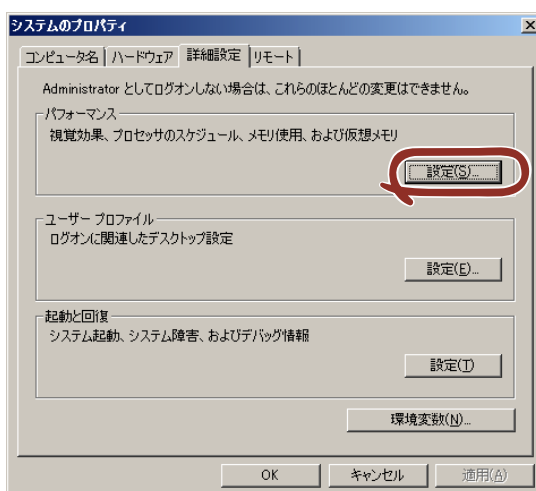 システムのプロパティ
コンピュータ名 ハードウェア 詳細設定 リモート
Administrator としてログオンしない場合は、これらのほとんどの変更はできません。
パフォーマンス
視覚効果、プロセッサのスケジュール、メモリ使用、および仮想メモリ
設定(S)...
ユーザー プロファイル
ログオンに関連したデスクトップ設定
設定(E)...
起動と回復
システム起動、システム障害、およびデバッグ情報
設定(T)
環境変数(N)...
OK キャンセル 適用(A)